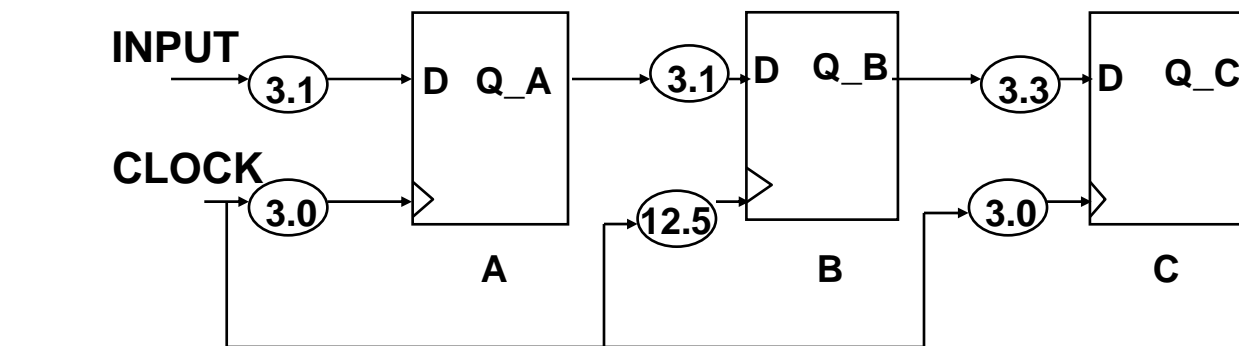 INPUT
3.1
D Q_A
3.1
D Q_B
3.3
D Q_C
CLOCK
3.0
12.5
3.0
A
B
C